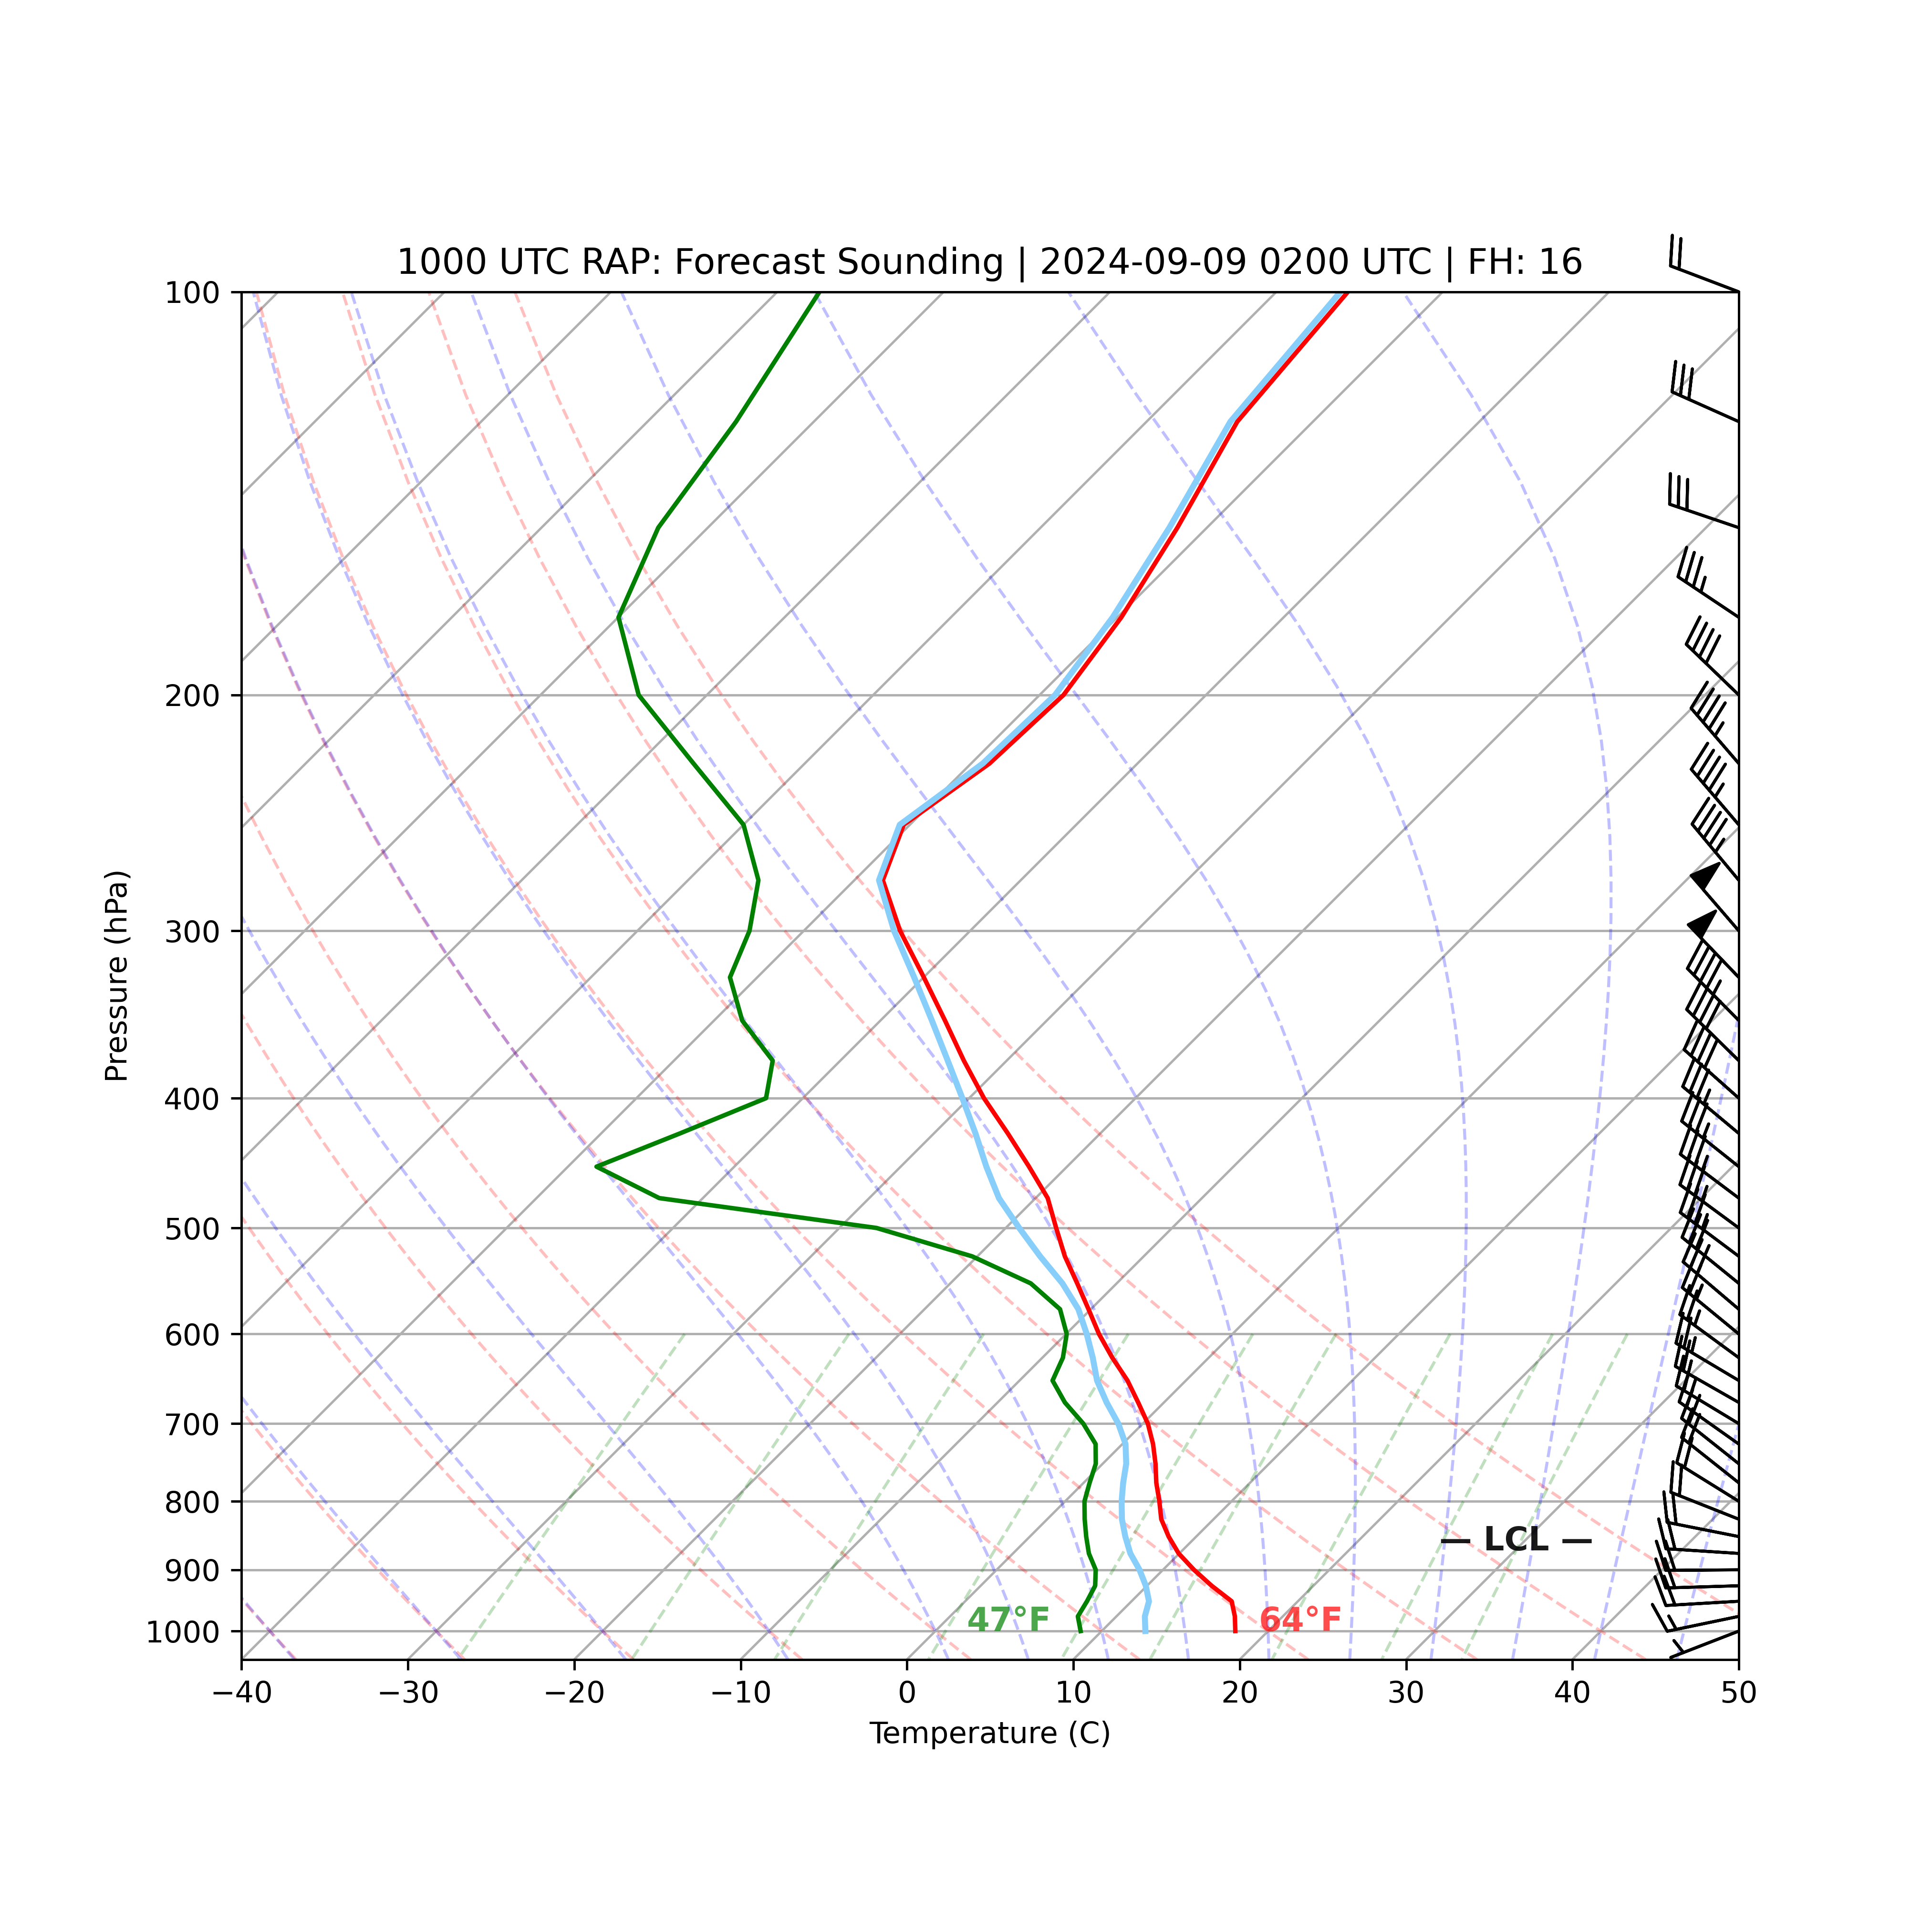 1000 UTC RAP: Forecast Sounding | 2024-09-09 0200 UTC | FH: 16
100
200
300
400
500
600
700
800
900
1000
Pressure (hPa)
— LCL —
47°F
64°F
−40 −30 −20 −10 0 10 20 30 40 50
Temperature (C)